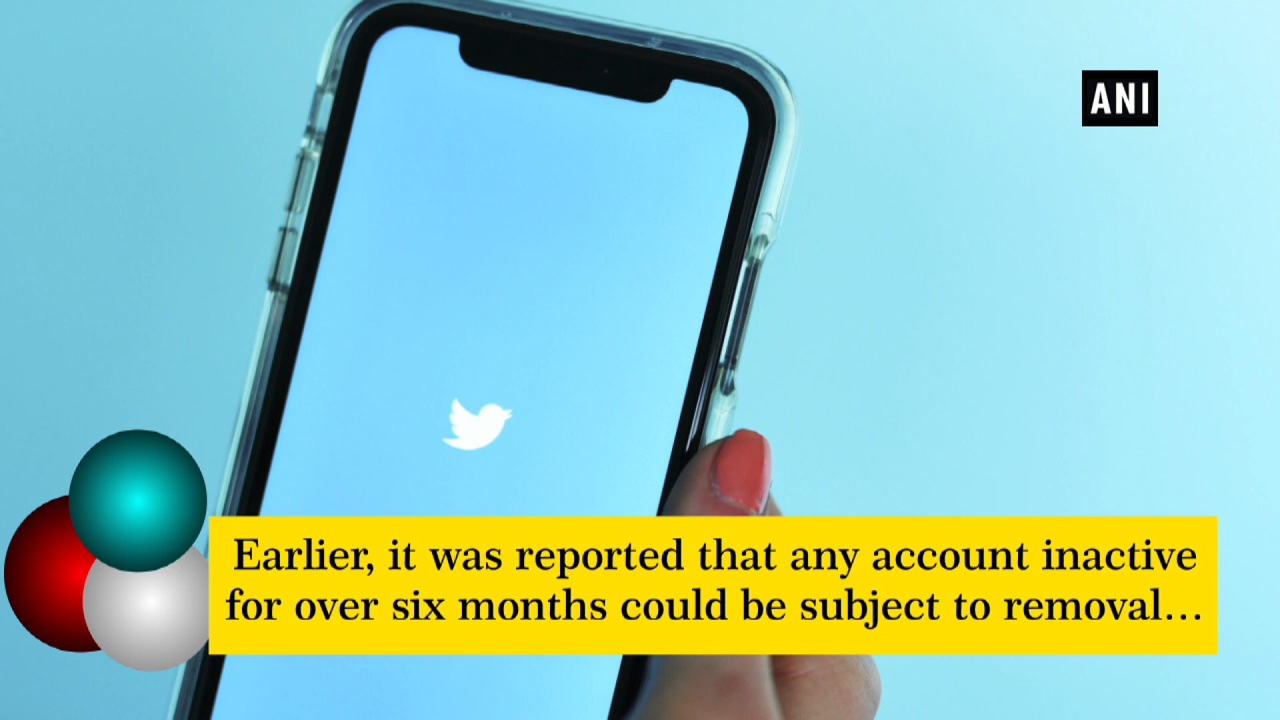 ANI
Earlier, it was reported that any account inactive
for over six months could be subject to removal...